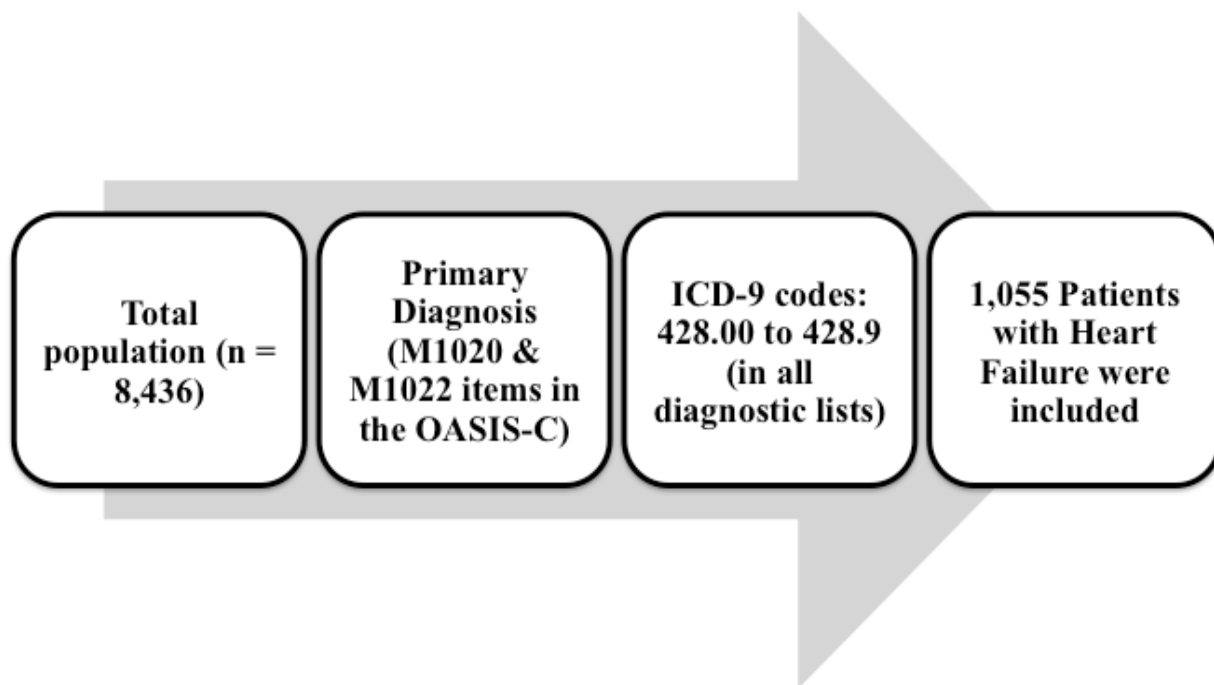 Total
population (n =
8,436)
Primary
Diagnosis
(M1020 &
M1022 items in
the OASIS-C)
ICD-9 codes:
428.00 to 428.9
(in all
diagnostic lists)
1,055 Patients
with Heart
Failure were
included